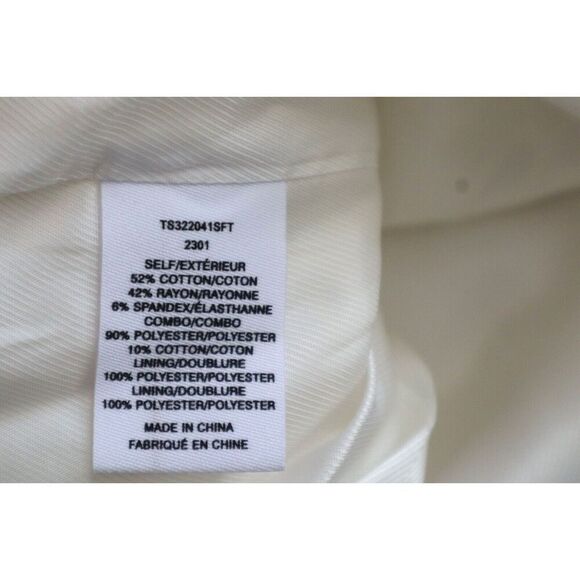 TS322041SFT
2301
SELF/EXTÉRIEUR
52% COTTON/COTON
42% RAYON/RAYONNE
6% SPANDEX/ÉLASTHANNE
COMBO/COMBO
90% POLYESTER/POLYESTER
10% COTTON/COTON
LINING/DOUBLURE
100% POLYESTER/POLYESTER
LINING/DOUBLURE
100% POLYESTER/POLYESTER
MADE IN CHINA
FABRIQUÉ EN CHINE